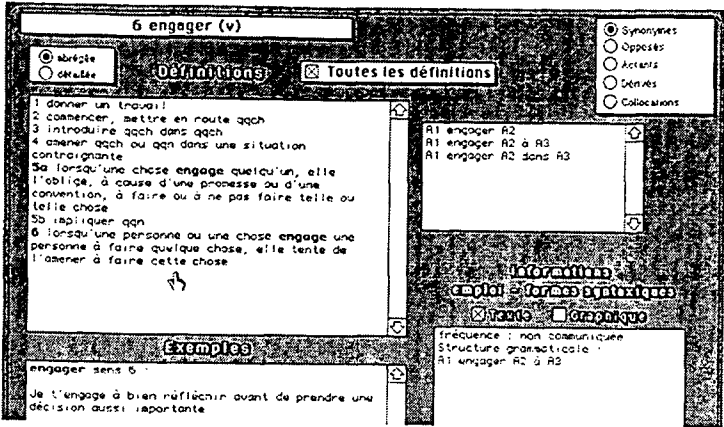 6 engager (v)
abrégée
détaillée
Définitions
Toutes les définitions
Synonymes
Opposés
Actants
Dérivés
Collocations
1 donner un travail
2 commencer, mettre en route qqch
3 introduire qqch dans qqch
4 amener qqch ou qqn dans une situation
contraignante
5a lorsqu'une chose engage quelqu'un, elle
l'oblige, à cause d'une promesse ou d'une
convention, à faire ou à ne pas faire telle ou
telle chose
5b impliquer qqn
6 lorsqu'une personne ou une chose engage une
personne à faire quelque chose, elle tente de
l'amener à faire cette chose
A1 engager A2
A1 engager A2 à A3
A1 engager A2 dans A3
Informations
emploi - formes syntaxiques
Texte
Graphique
fréquence : non communiquée
Structure grammaticale :
A1 engager A2 à A3
Exemples
engager sens 6 :
Je t'engage à bien réfléchir avant de prendre une
décision aussi importante